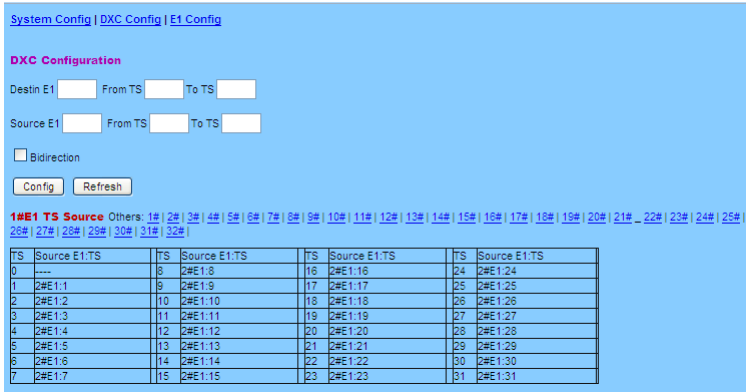 System Config | DXC Config | E1 Config
DXC Configuration
Destin E1 From TS To TS
Source E1 From TS To TS
Bidirection
Config Refresh
1#E1 TS Source Others: 1# | 2# | 3# | 4# | 5# | 6# | 7# | 8# | 9# | 10# | 11# | 12# | 13# | 14# | 15# | 16# | 17# | 18# | 19# | 20# | 21# _ 22# | 23# | 24# | 25# |
26# | 27# | 28# | 29# | 30# | 31# | 32# |
TS Source E1:TS TS Source E1:TS TS Source E1:TS TS Source E1:TS
0 ---- 8 2#E1:8 16 2#E1:16 24 2#E1:24
1 2#E1:1 9 2#E1:9 17 2#E1:17 25 2#E1:25
2 2#E1:2 10 2#E1:10 18 2#E1:18 26 2#E1:26
3 2#E1:3 11 2#E1:11 19 2#E1:19 27 2#E1:27
4 2#E1:4 12 2#E1:12 20 2#E1:20 28 2#E1:28
5 2#E1:5 13 2#E1:13 21 2#E1:21 29 2#E1:29
6 2#E1:6 14 2#E1:14 22 2#E1:22 30 2#E1:30
7 2#E1:7 15 2#E1:15 23 2#E1:23 31 2#E1:31